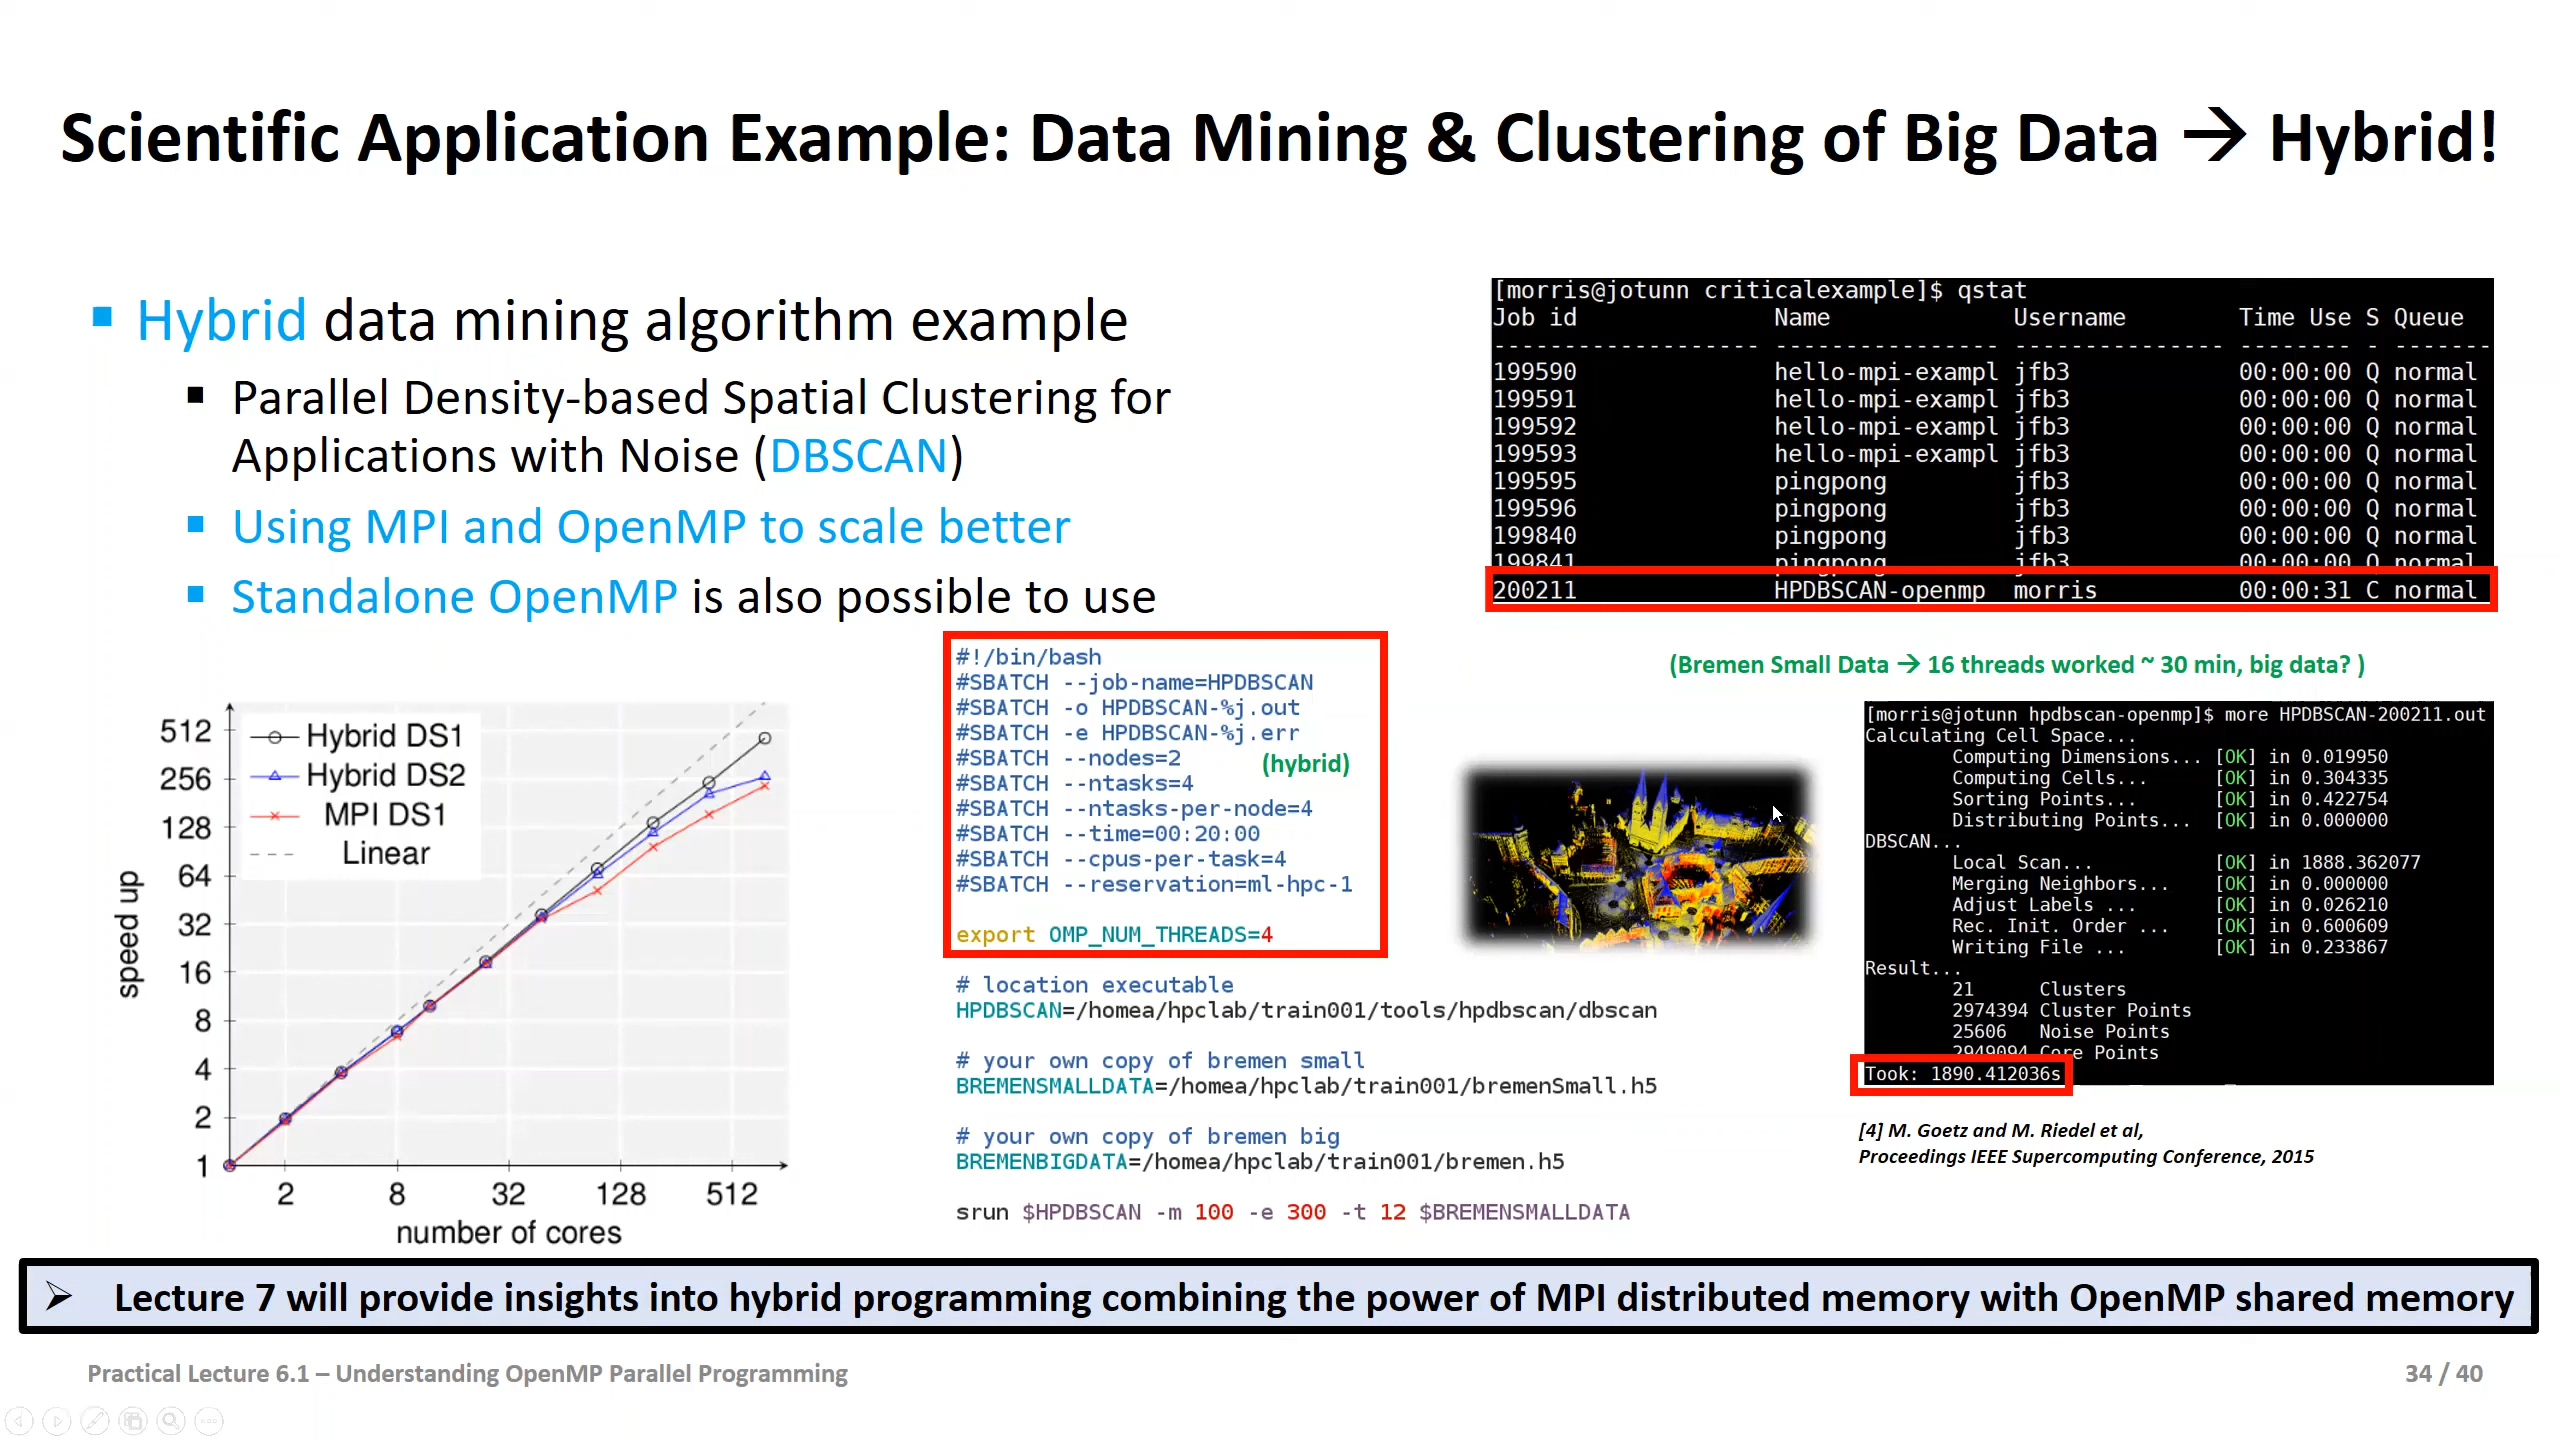 Scientific Application Example: Data Mining & Clustering of Big Data → Hybrid!
▪ Hybrid data mining algorithm example
▪ Parallel Density-based Spatial Clustering for
Applications with Noise (DBSCAN)
▪ Using MPI and OpenMP to scale better
▪ Standalone OpenMP is also possible to use
[morris@jotunn criticalexample]$ qstat
Job id Name Username Time Use S Queue
------------------- ---------------- --------------- -------- - -------
199590 hello-mpi-exampl jfb3 00:00:00 Q normal
199591 hello-mpi-exampl jfb3 00:00:00 Q normal
199592 hello-mpi-exampl jfb3 00:00:00 Q normal
199593 hello-mpi-exampl jfb3 00:00:00 Q normal
199595 pingpong jfb3 00:00:00 Q normal
199596 pingpong jfb3 00:00:00 Q normal
199840 pingpong jfb3 00:00:00 Q normal
199841 pingpong jfb3 00:00:00 Q normal
200211 HPDBSCAN-openmp morris 00:00:31 C normal
(Bremen Small Data → 16 threads worked ~ 30 min, big data? )
512
256
128
64
32
16
8
4
2
1
speed up
Hybrid DS1
Hybrid DS2
MPI DS1
Linear
2 8 32 128 512
number of cores
#!/bin/bash
#SBATCH --job-name=HPDBSCAN
#SBATCH -o HPDBSCAN-%j.out
#SBATCH -e HPDBSCAN-%j.err
#SBATCH --nodes=2
(hybrid)
#SBATCH --ntasks=4
#SBATCH --ntasks-per-node=4
#SBATCH --time=00:20:00
#SBATCH --cpus-per-task=4
#SBATCH --reservation=ml-hpc-1
export OMP_NUM_THREADS=4
# location executable
HPDBSCAN=/homea/hpclab/train001/tools/hpdbscan/dbscan
# your own copy of bremen small
BREMENSMALLDATA=/homea/hpclab/train001/bremenSmall.h5
# your own copy of bremen big
BREMENBIGDATA=/homea/hpclab/train001/bremen.h5
srun $HPDBSCAN -m 100 -e 300 -t 12 $BREMENSMALLDATA
[morris@jotunn hpdbscan-openmp]$ more HPDBSCAN-200211.out
Calculating Cell Space...
Computing Dimensions... [OK] in 0.019950
Computing Cells... [OK] in 0.304335
Sorting Points... [OK] in 0.422754
Distributing Points... [OK] in 0.000000
DBSCAN...
Local Scan... [OK] in 1888.362077
Merging Neighbors... [OK] in 0.000000
Adjust Labels ... [OK] in 0.026210
Rec. Init. Order ... [OK] in 0.600609
Writing File ... [OK] in 0.233867
Result...
21 Clusters
2974394 Cluster Points
25606 Noise Points
2949094 Core Points
Took: 1890.412036s
[4] M. Goetz and M. Riedel et al,
Proceedings IEEE Supercomputing Conference, 2015
➢ Lecture 7 will provide insights into hybrid programming combining the power of MPI distributed memory with OpenMP shared memory
Practical Lecture 6.1 – Understanding OpenMP Parallel Programming
34 / 40